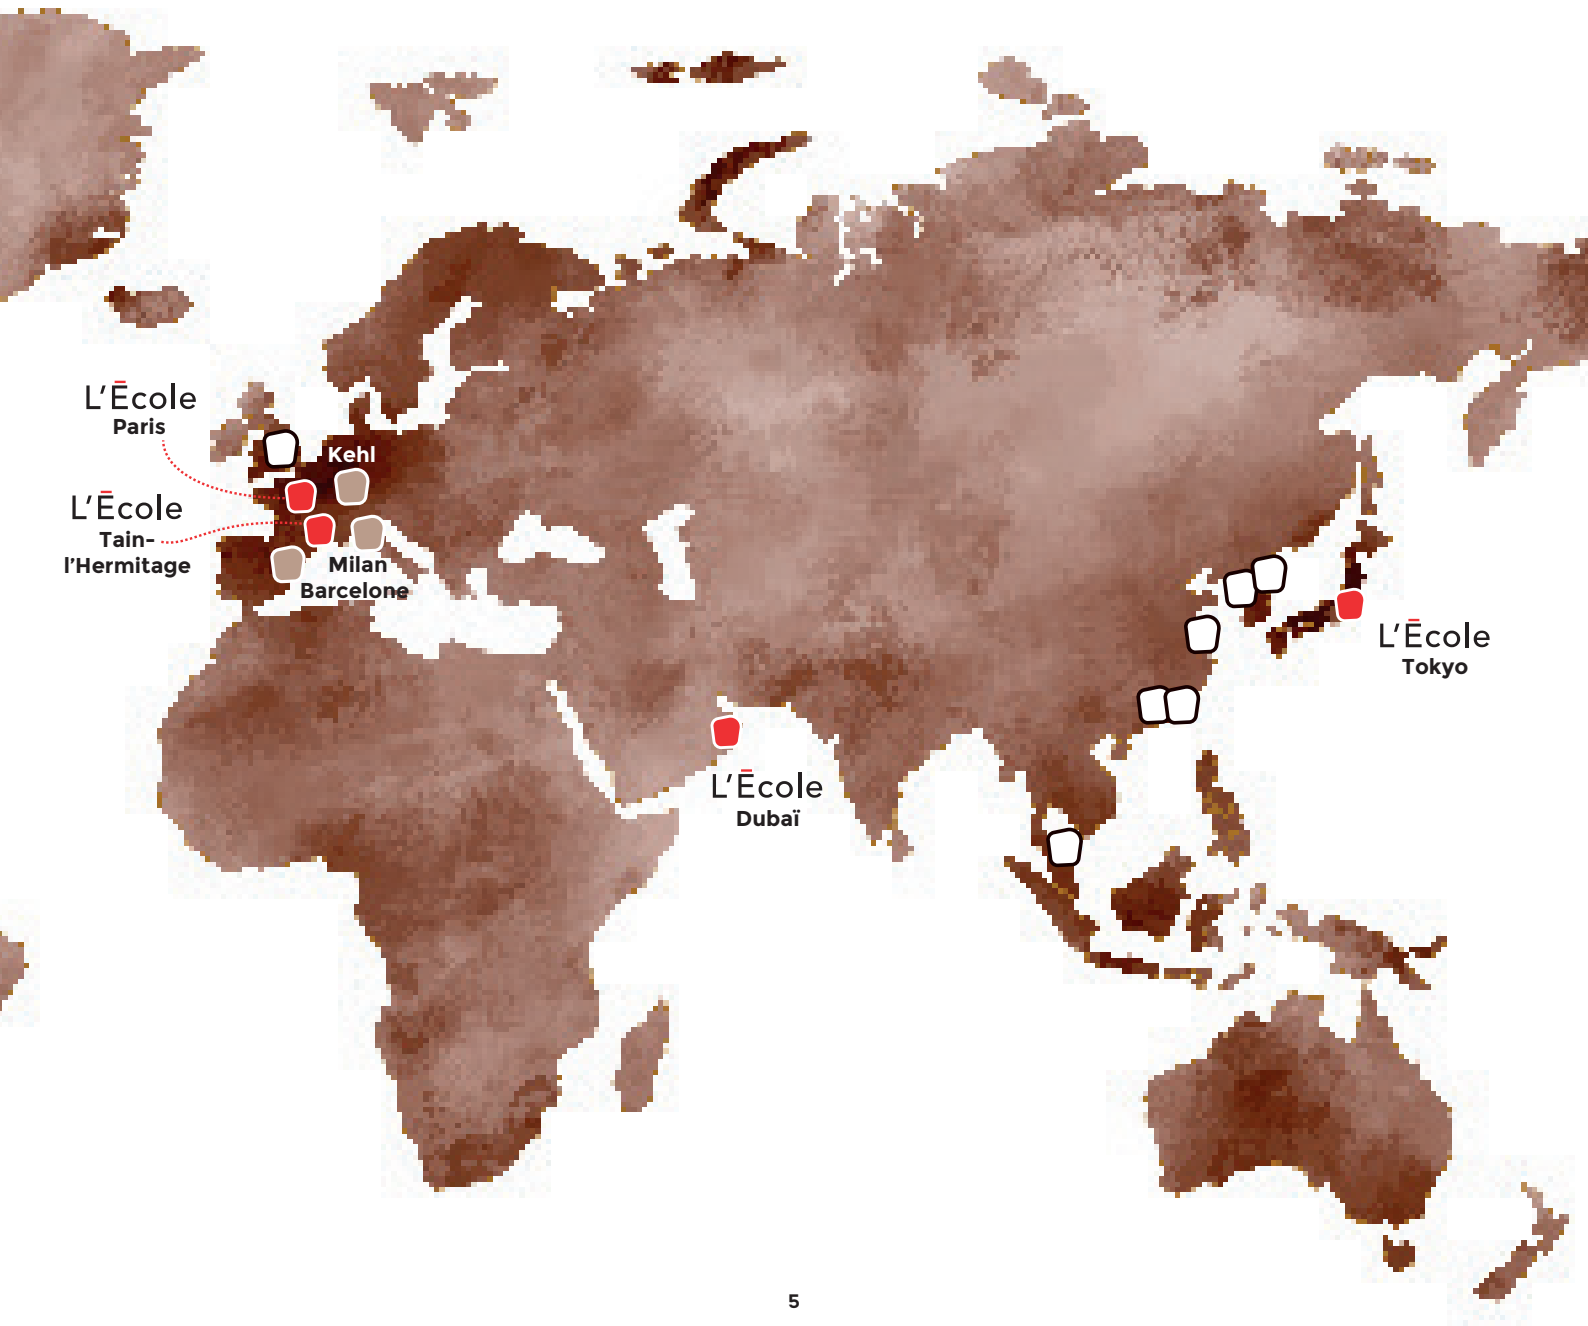 L'École
Paris
Kehl
L'École
Tain-
l'Hermitage
Milan
Barcelone
L'École
Tokyo
L'École
Dubaï
5